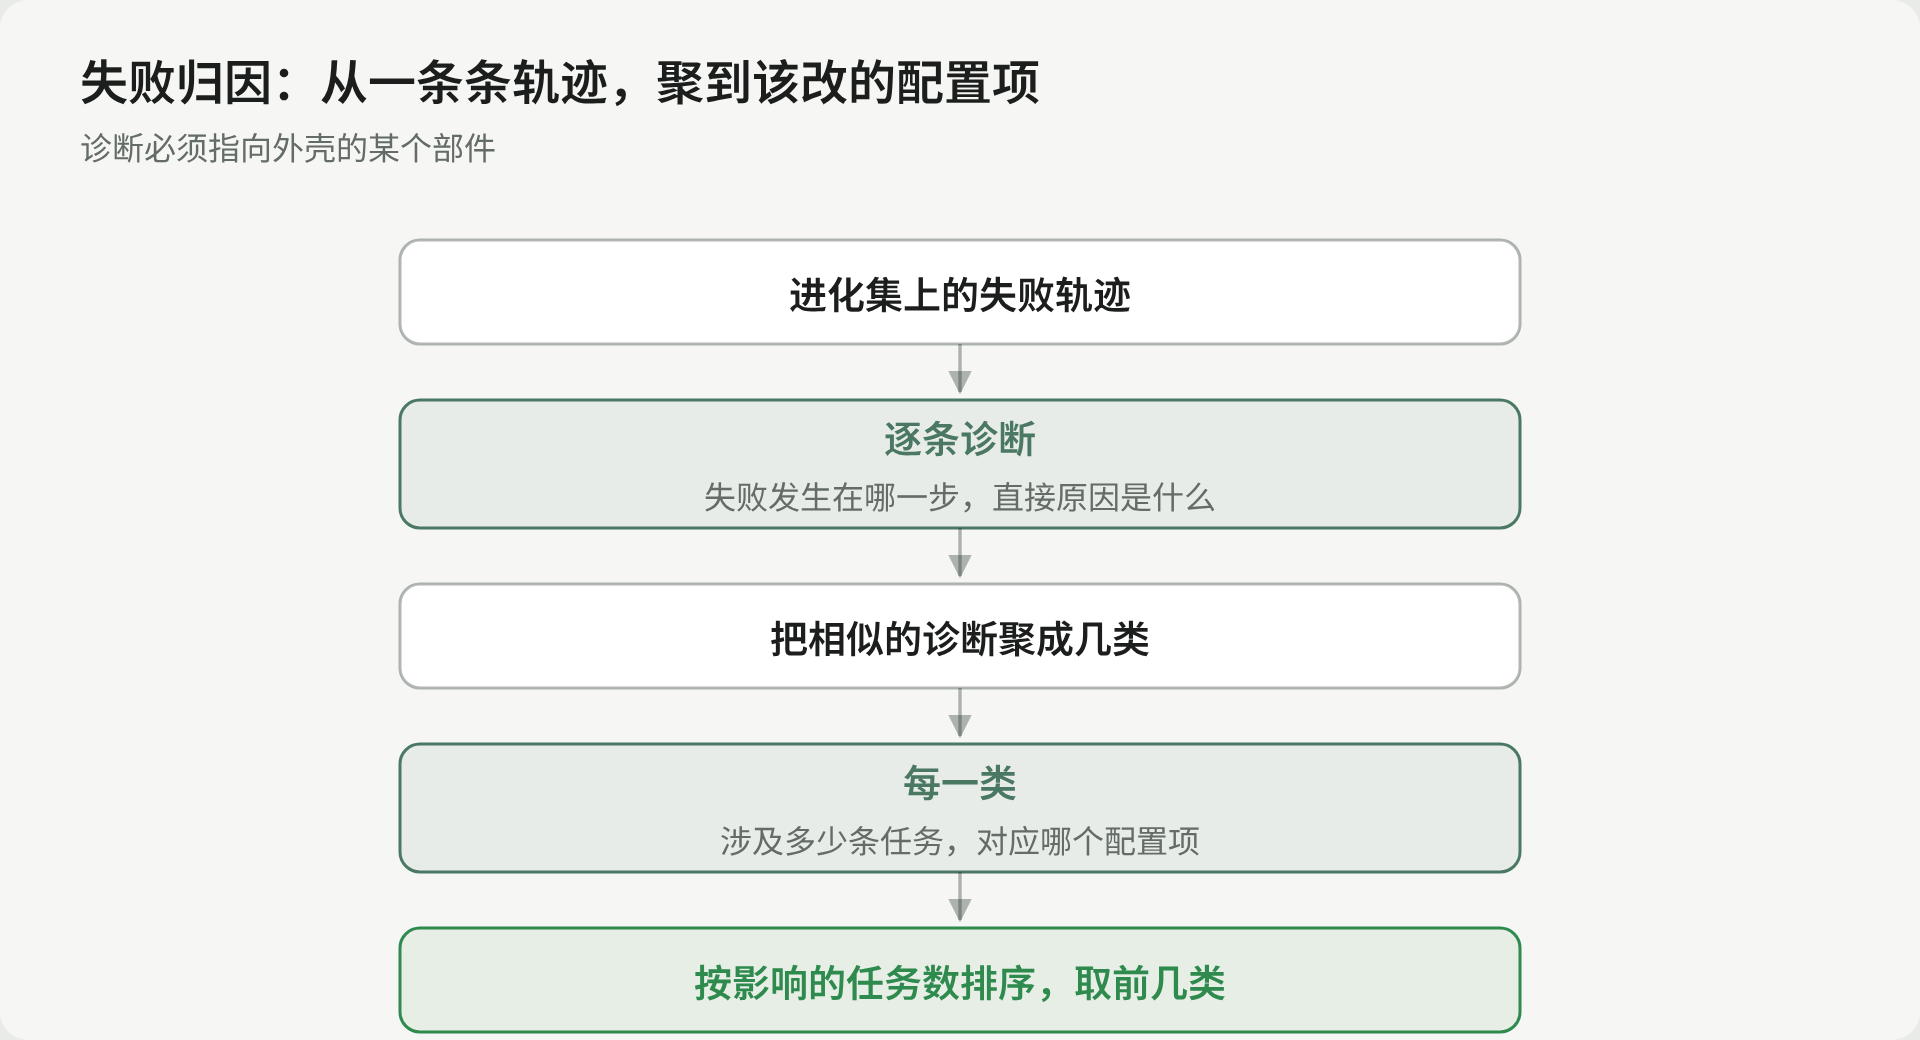 失败归因：从一条条轨迹，聚到该改的配置项
诊断必须指向外壳的某个部件
进化集上的失败轨迹
逐条诊断
失败发生在哪一步，直接原因是什么
把相似的诊断聚成几类
每一类
涉及多少条任务，对应哪个配置项
按影响的任务数排序，取前几类